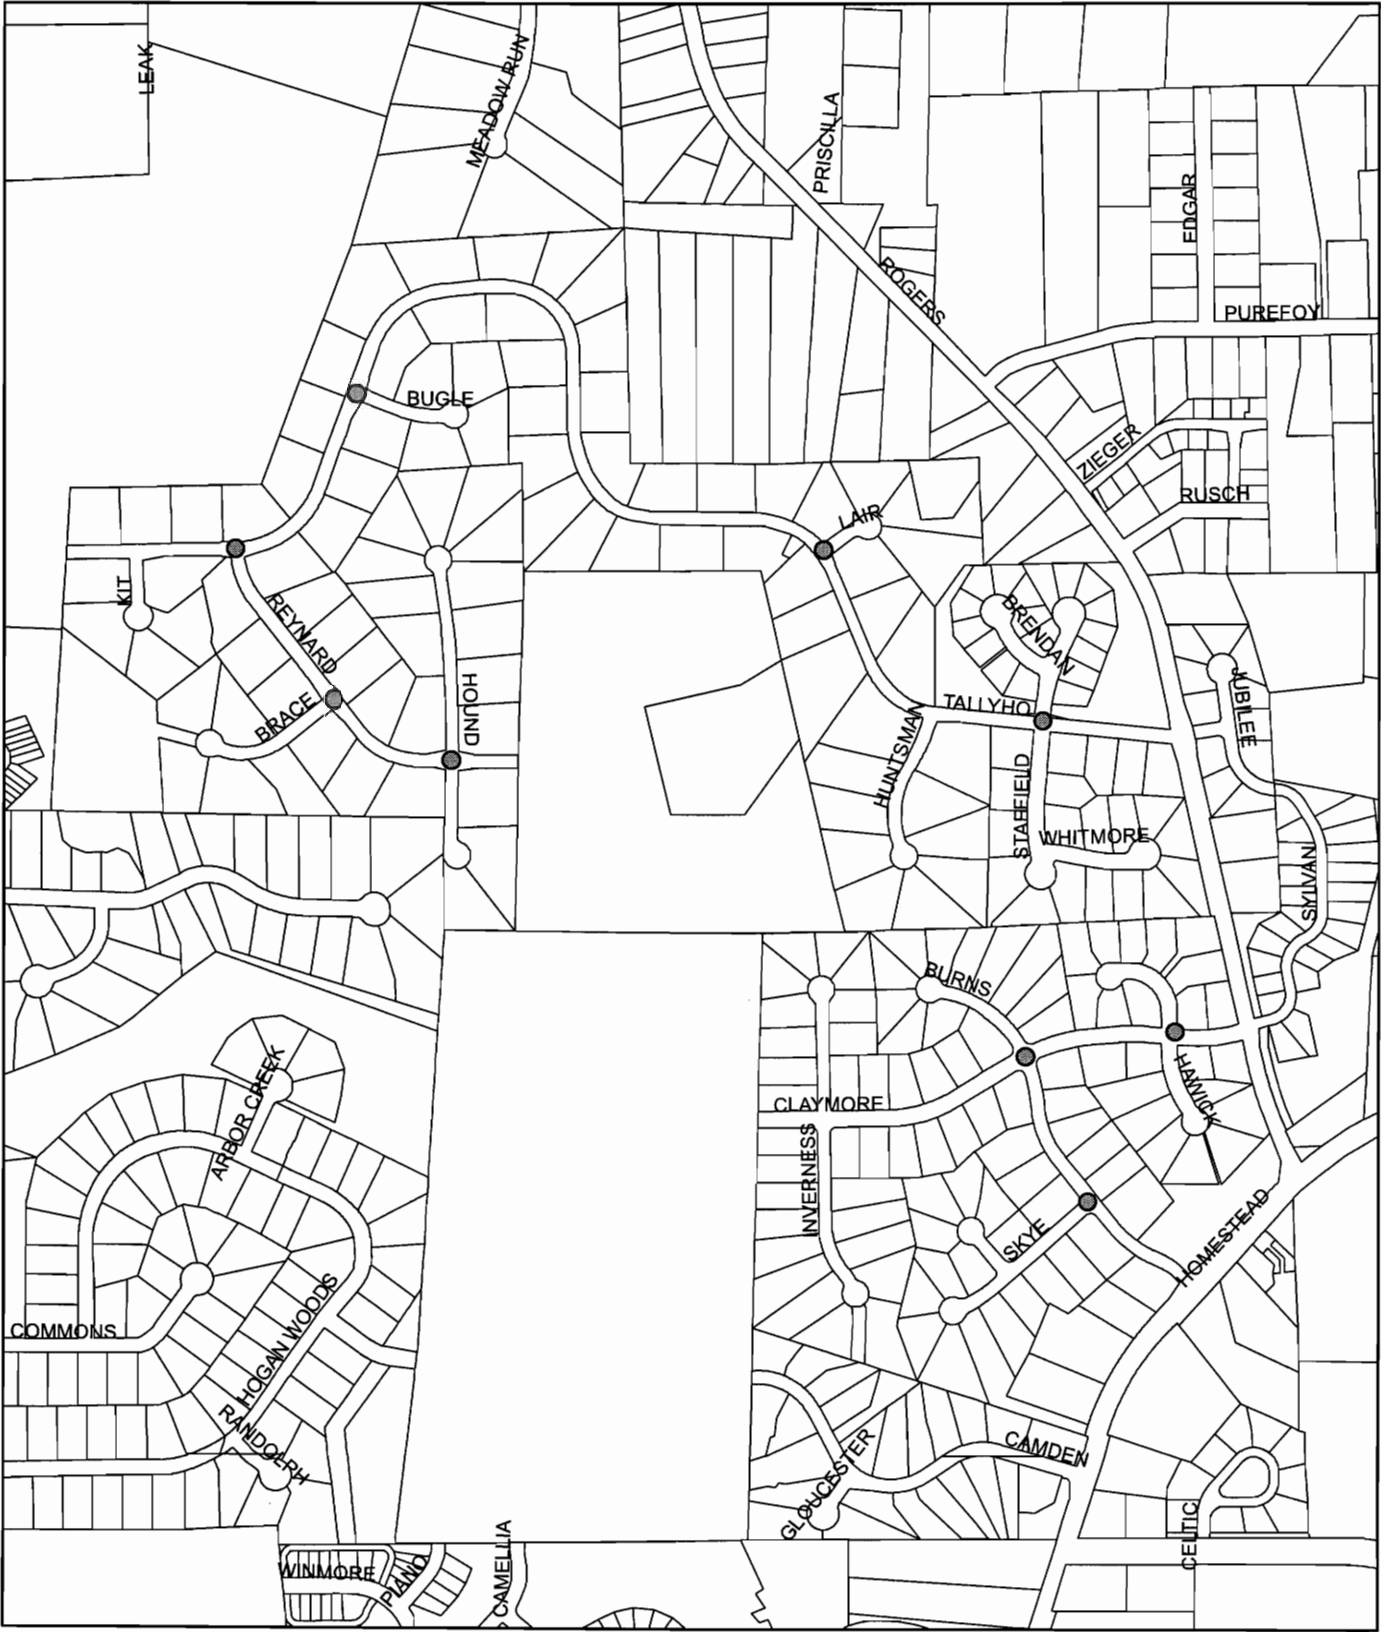 LEAK
MEADOW RUN
PRISCILLA
EDGAR
ROGERS
PUREFOY
BUGLE
ZIEGER
RUSCH
LAIR
KIT
REYNARD
BRENDAN
HOUND
BRACE
TALLYHO
JUBILEE
HUNTSMAN
STARFIELD
WHITMORE
SYLVAN
BURNS
ARBOR CREEK
HAWICK
CLAYMORE
INVERNESS
SKYE
HOMESTEAD
COMMONS
HOGAN WOODS
RANDOLPH
GLOUCESTER
CAMDEN
CELTIC
WINMORE
PIANO
CAMELLIA